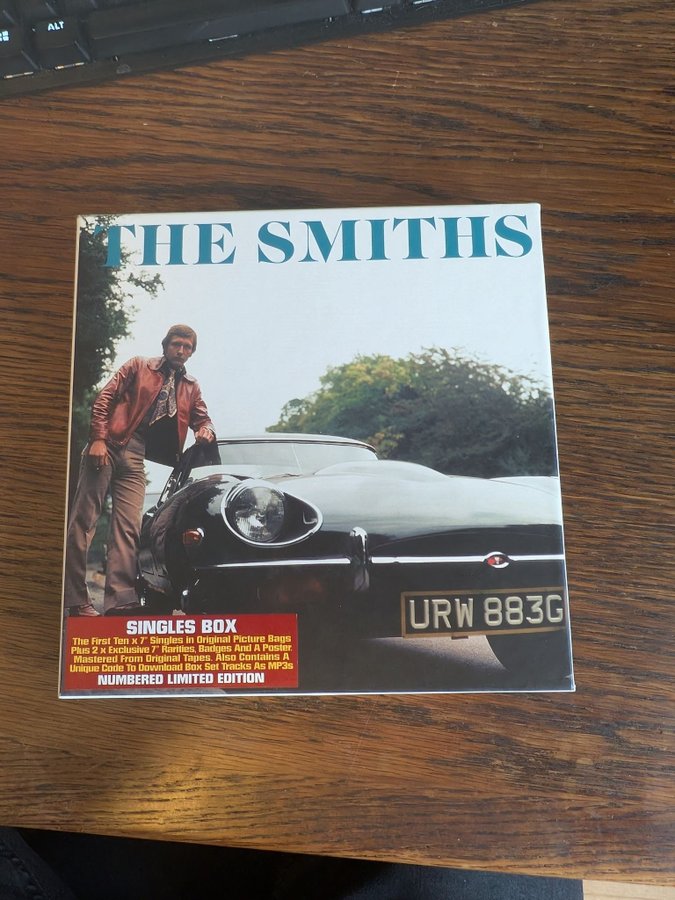 ALT
THE SMITHS
URW 883G
SINGLES BOX
The First Ten x 7" Singles in Original Picture Bags
Plus 2 x Exclusive 7" Rarities, Badges And A Poster.
Mastered From Original Tapes. Also Contains A
Unique Code To Download Box Set Tracks As MP3s
NUMBERED LIMITED EDITION